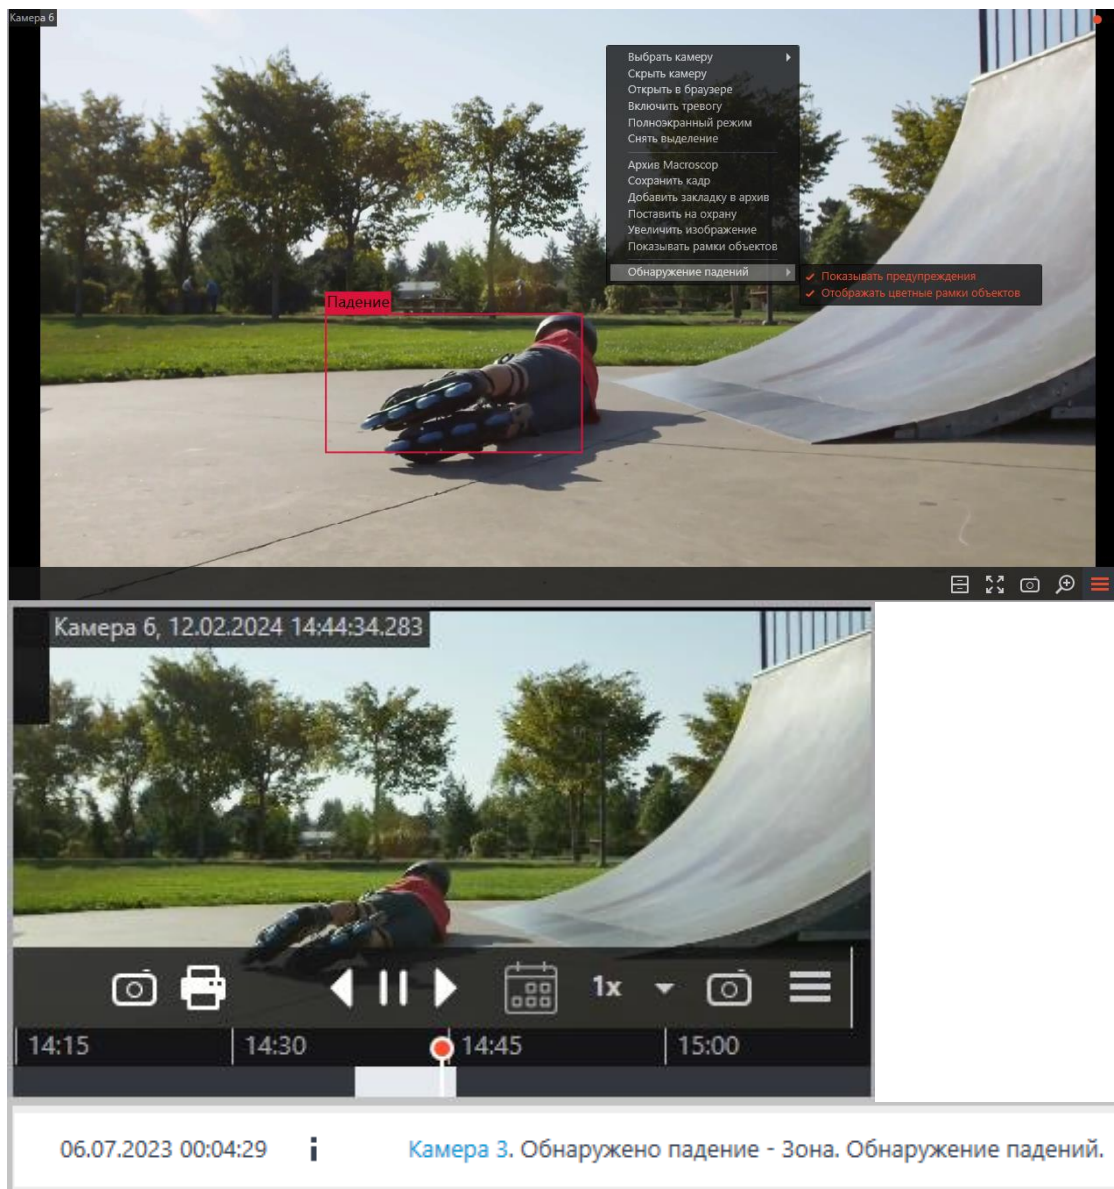 Камера 6
Выбрать камеру
Скрыть камеру
Открыть в браузере
Включить тревогу
Полноэкранный режим
Снять выделение
Архив Macroscop
Сохранить кадр
Добавить закладку в архив
Поставить на охрану
Увеличить изображение
Показывать рамки объектов
Обнаружение падений
Показывать предупреждения
Отображать цветные рамки объектов
Падение
Камера 6, 12.02.2024 14:44:34.283
1x
14:15 14:30 14:45 15:00
06.07.2023 00:04:29 i Камера 3. Обнаружено падение - Зона. Обнаружение падений.